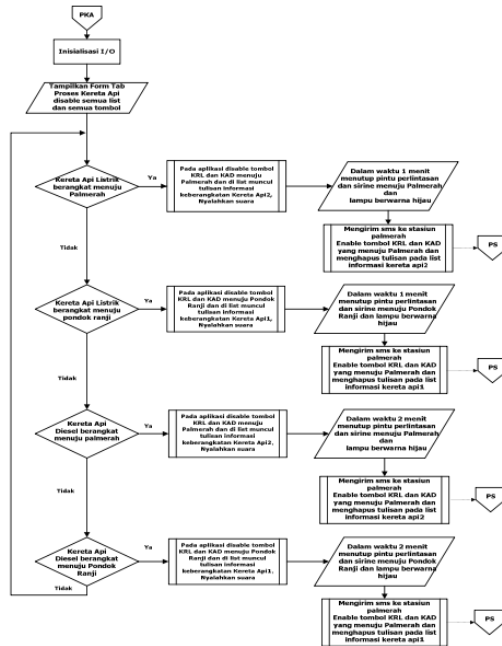 PKA
Inisialisasi I/O
Tampilkan Form Tab
Proses Kereta Api
disable semua list
dan semua tombol
Kereta Api Listrik
berangkat menuju
Palmerah
Ya
Pada aplikasi disable tombol
KRL dan KAD menuju
Palmerah dan di list muncul
tulisan informasi
keberangkatan Kereta Api2,
Nyalahkan suara
Dalam waktu 1 menit
menutup pintu perlintasan
dan sirine menuju Palmerah
dan
lampu berwarna hijau
Mengirim sms ke stasiun
palmerah
Enable tombol KRL dan KAD
yang menuju Palmerah dan
menghapus tulisan pada list
informasi kereta api2
PS
Tidak
Kereta Api Listrik
berangkat menuju
pondok ranji
Ya
Pada aplikasi disable tombol
KRL dan KAD menuju Pondok
Ranji dan di list muncul
tulisan informasi
keberangkatan Kereta Api1,
Nyalahkan suara
Dalam waktu 1 menit
menutup pintu perlintasan
dan sirine menuju Pondok
Ranji dan lampu berwarna
hijau
Mengirim sms ke stasiun
palmerah
Enable tombol KRL dan KAD
yang menuju Palmerah dan
menghapus tulisan pada list
informasi kereta api1
PS
Tidak
Kereta Api
Diesel berangkat
menuju palmerah
Ya
Pada aplikasi disable tombol
KRL dan KAD menuju
Palmerah dan di list muncul
tulisan informasi
keberangkatan Kereta Api2,
Nyalahkan suara
Dalam waktu 2 menit
menutup pintu perlintasan
dan sirine menuju Palmerah
dan
lampu berwarna hijau
Mengirim sms ke stasiun
palmerah
Enable tombol KRL dan KAD
yang menuju Palmerah dan
menghapus tulisan pada list
informasi kereta api2
PS
Tidak
Kereta Api
Diesel berangkat
menuju Pondok
Ranji
Ya
Pada aplikasi disable tombol
KRL dan KAD menuju Pondok
Ranji dan di list muncul
tulisan informasi
keberangkatan Kereta Api1,
Nyalahkan suara
Dalam waktu 2 menit
menutup pintu perlintasan
dan sirine menuju Pondok
Ranji dan lampu berwarna
hijau
Tidak
Mengirim sms ke stasiun
palmerah
Enable tombol KRL dan KAD
yang menuju Palmerah dan
menghapus tulisan pada list
informasi kereta api1
PS